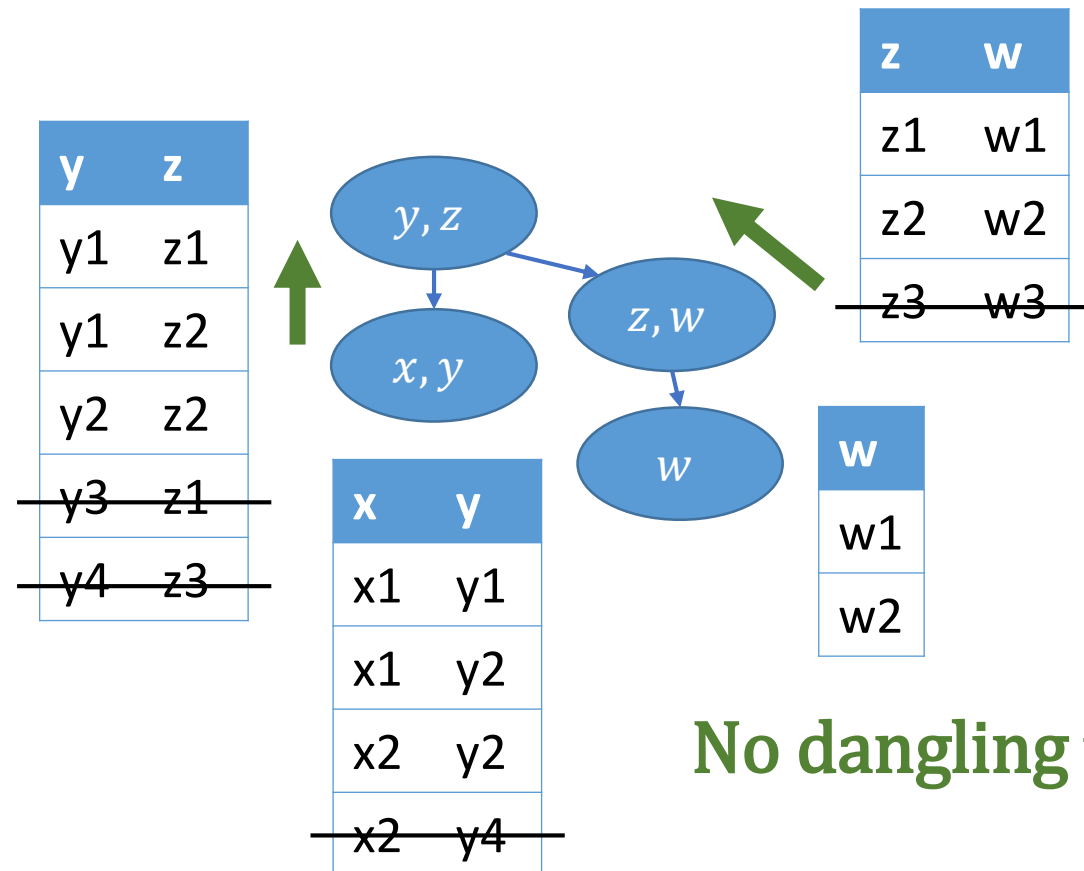 y z
y1 z1
y1 z2
y2 z2
y3 z1
y4 z3
y, z
x, y
z, w
w
x y
x1 y1
x1 y2
x2 y2
x2 y4
z w
z1 w1
z2 w2
z3 w3
w
w1
w2
No dangling